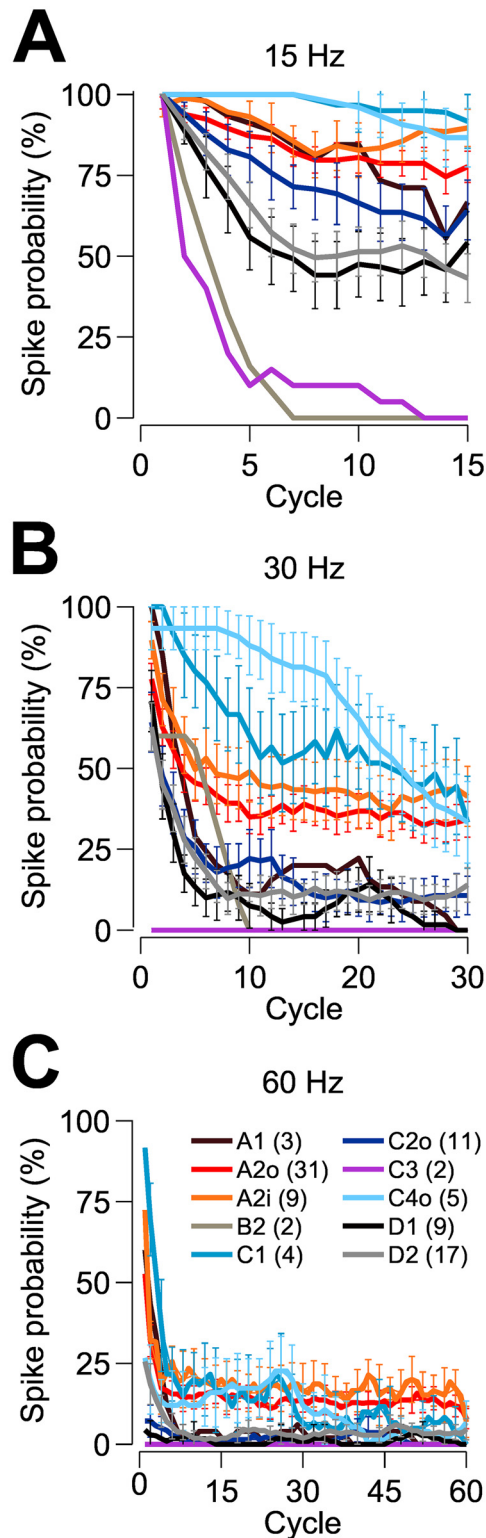 A
15 Hz
Spike probability (%)
100
75
50
25
0
0 5 10 15
Cycle
B
30 Hz
Spike probability (%)
100
75
50
25
0
0 10 20 30
Cycle
C
60 Hz
Spike probability (%)
100
75
50
25
0
A1 (3) C2o (11)
A2o (31) C3 (2)
A2i (9) C4o (5)
B2 (2) D1 (9)
C1 (4) D2 (17)
0 15 30 45 60
Cycle